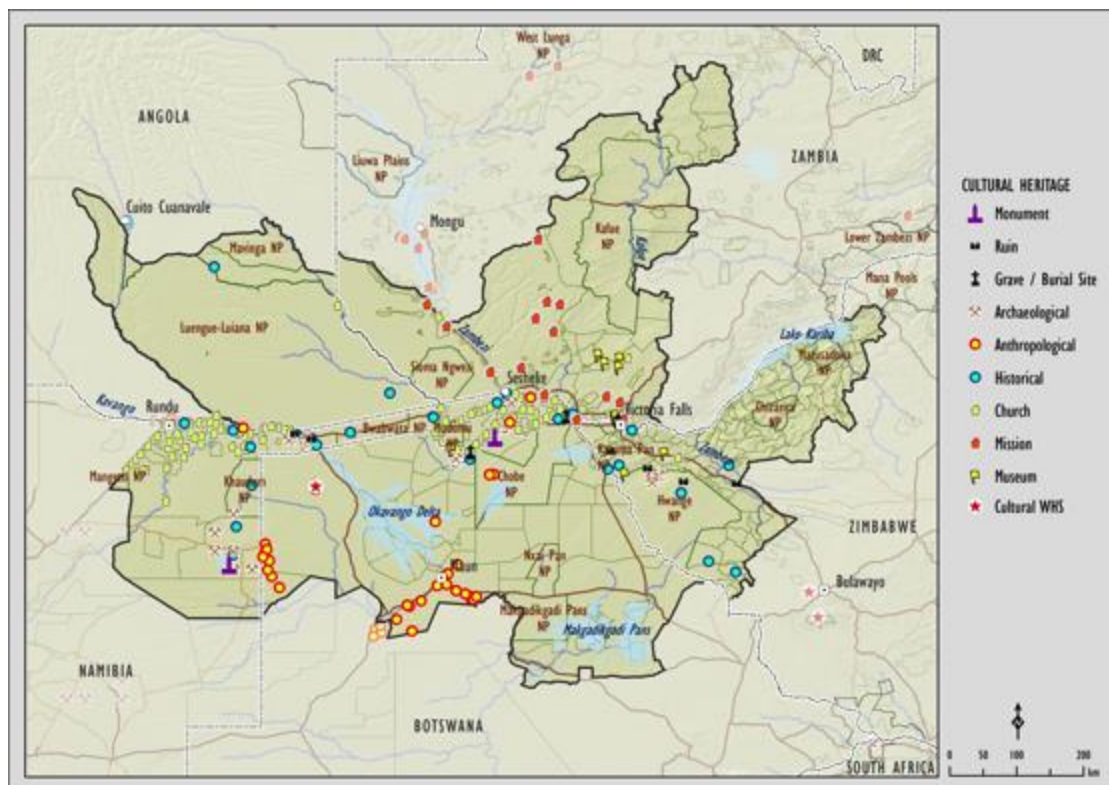 West Lunga
NP
DRC
ANGOLA
ZAMBIA
Liuwa Plains
NP
Cuito Cuanavale
Mongu
Mavinga NP
Kafue
NP
Kafue
Lower Zambezi NP
Mana Pools
NP
Luengue-Luiana NP
Zambezi
Lake Kariba
Matusadona
NP
Sioma Ngwezi
NP
Sesheke
Chizarira
NP
Kavango
Rundu
Victoria Falls
Bwabwata NP
Mudumu
NP
Zambezi
Mangetti NP
Khaudum
NP
Chobe
NP
Kazuma Pan
NP
Hwange
NP
Okavango Delta
ZIMBABWE
Maun
Nxai Pan
NP
Bulawayo
Makgadikgadi Pans
NP
Makgadikgadi Pans
NAMIBIA
BOTSWANA
SOUTH AFRICA
CULTURAL HERITAGE
Monument
Ruin
Grave / Burial Site
Archaeological
Anthropological
Historical
Church
Mission
Museum
Cultural WHS
0 50 100 200
km